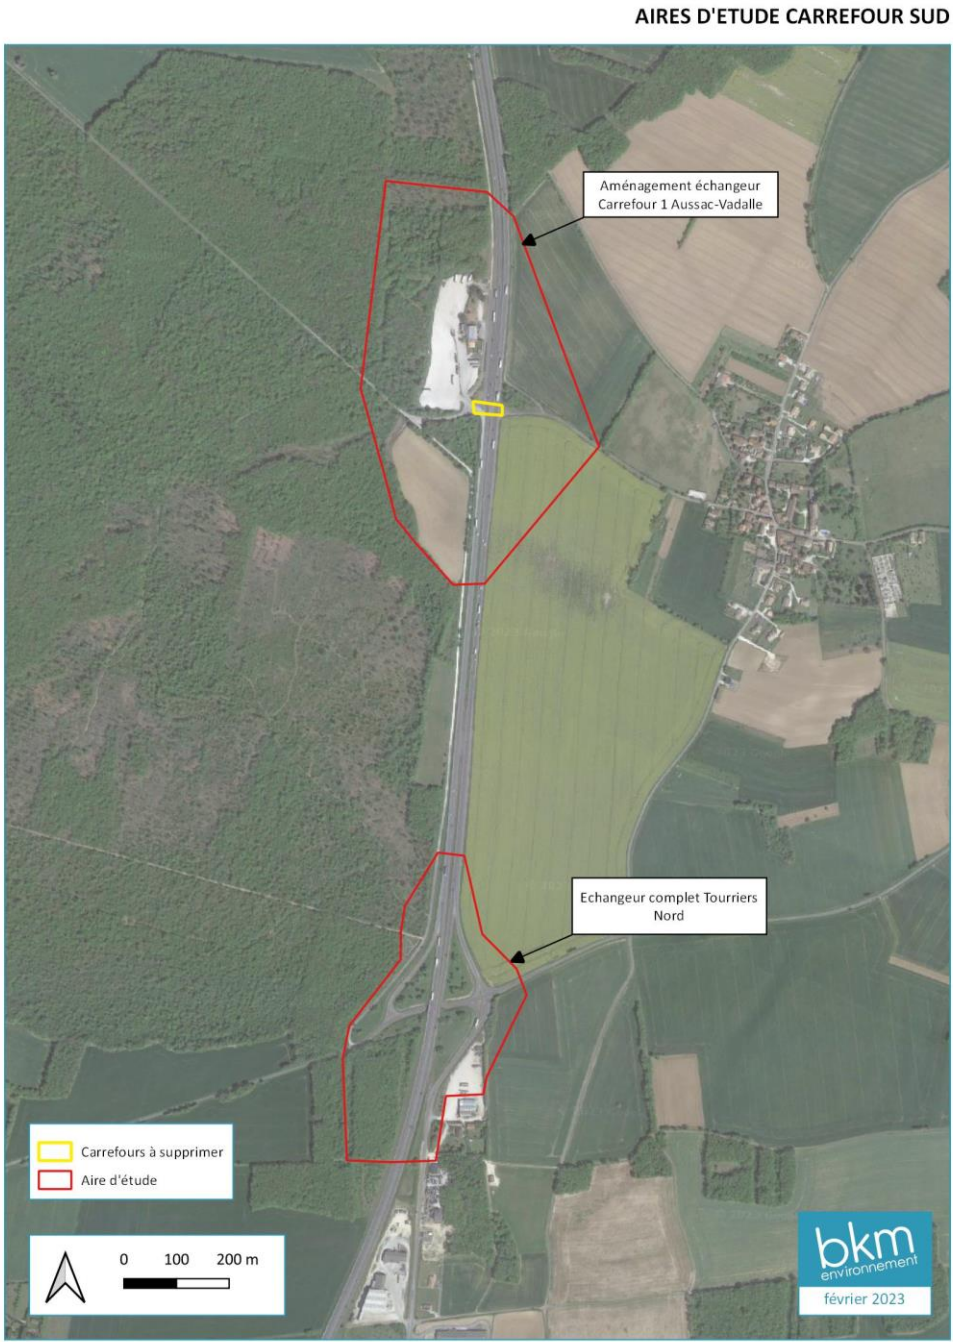 AIRES D'ETUDE CARREFOUR SUD
Aménagement échangeur
Carrefour 1 Aussac-Vadalle
Echangeur complet Tourriers
Nord
Carrefours à supprimer
Aire d'étude
0 100 200 m
bkm
environnement
février 2023